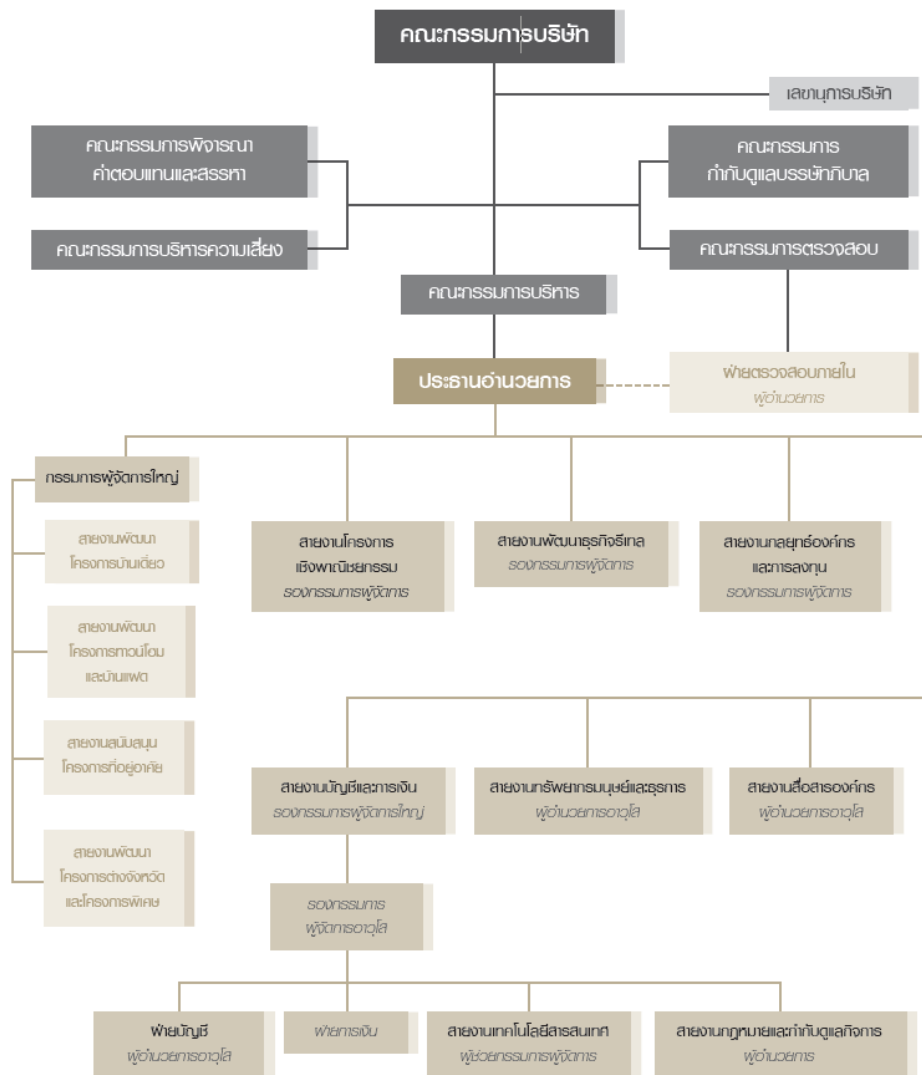 คณะกรรมการบริษัท
เลขานุการบริษัท
คณะกรรมการพิจารณา
ค่าตอบแทนและสรรหา
คณะกรรมการ
กำกับดูแลบรรษัทภิบาล
คณะกรรมการบริหารความเสี่ยง
คณะกรรมการตรวจสอบ
คณะกรรมการบริหาร
ประธานอำนวยการ
ฝ่ายตรวจสอบภายใน
ผู้อำนวยการ
กรรมการผู้จัดการใหญ่
สายงานพัฒนา
โครงการบ้านเดี่ยว
สายงานพัฒนา
โครงการทาวน์โฮม
และบ้านแฝด
สายงานสนับสนุน
โครงการที่อยู่อาศัย
สายงานพัฒนา
โครงการต่างจังหวัด
และโครงการพิเศษ
สายงานโครงการ
เชิงพาณิชยกรรม
รองกรรมการผู้จัดการ
สายงานพัฒนาธุรกิจรีเทล
รองกรรมการผู้จัดการ
สายงานกลยุทธ์องค์กร
และการลงทุน
รองกรรมการผู้จัดการ
สายงานบัญชีและการเงิน
รองกรรมการผู้จัดการใหญ่
สายงานทรัพยากรมนุษย์และธุรการ
ผู้อำนวยการอาวุโส
สายงานสื่อสารองค์กร
ผู้อำนวยการอาวุโส
รองกรรมการ
ผู้จัดการอาวุโส
ฝ่ายบัญชี
ผู้อำนวยการอาวุโส
ฝ่ายการเงิน
สายงานเทคโนโลยีสารสนเทศ
ผู้ช่วยกรรมการผู้จัดการ
สายงานกฎหมายและกำกับดูแลกิจการ
ผู้อำนวยการ